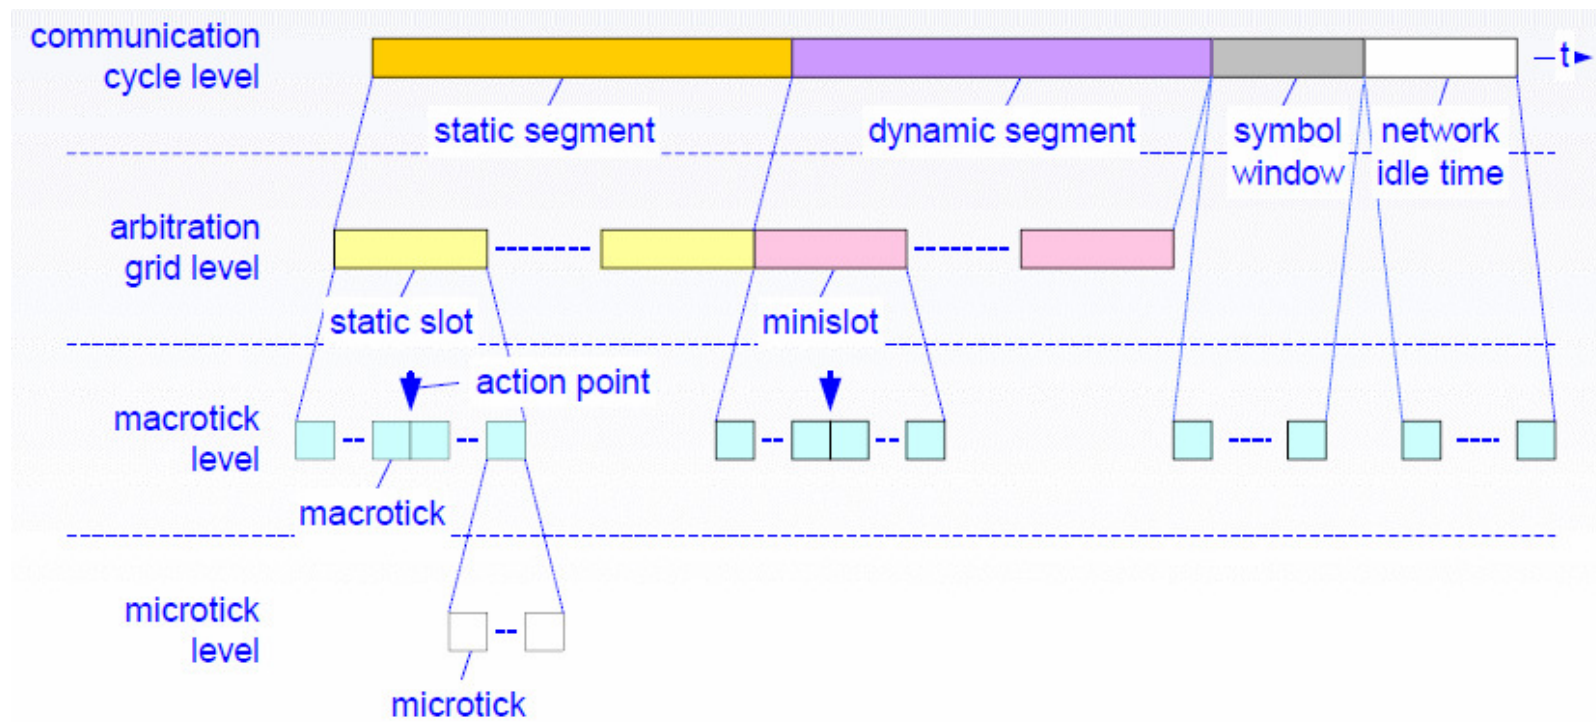 communication
cycle level
t
static segment
dynamic segment
symbol
window
network
idle time
arbitration
grid level
static slot
minislot
action point
macrotick
level
macrotick
microtick
level
microtick